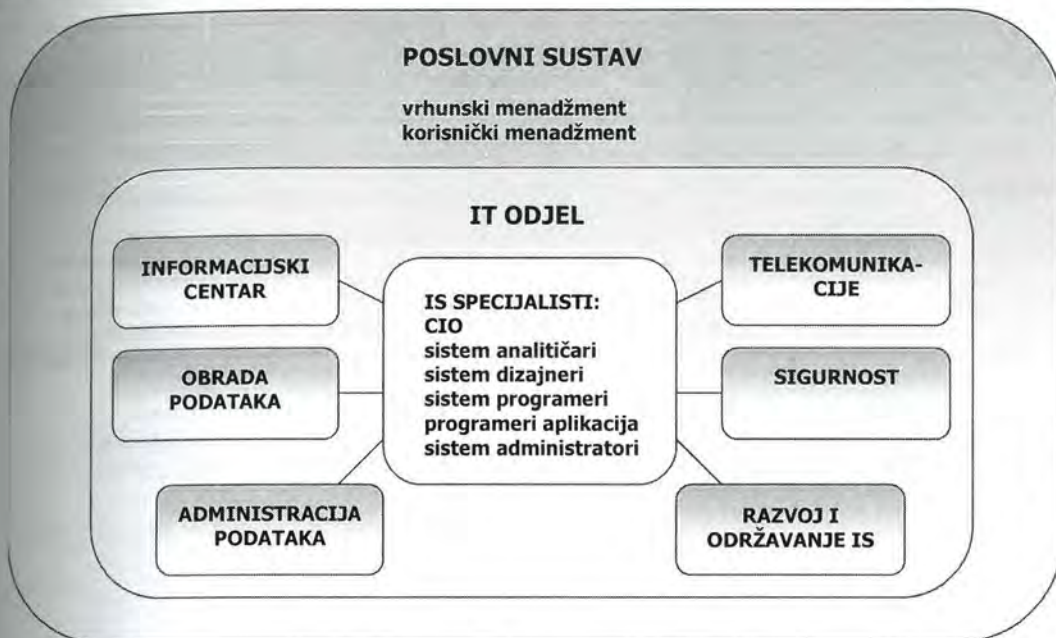 POSLOVNI SUSTAV
vrhunski menadžment
korisnički menadžment
IT ODJEL
INFORMACIJSKI
CENTAR
OBRADA
PODATAKA
ADMINISTRACIJA
PODATAKA
IS SPECIJALISTI:
CIO
sistem analitičari
sistem dizajneri
sistem programeri
programeri aplikacija
sistem administratori
TELEKOMUNIKA-
CIJE
SIGURNOST
RAZVOJ I
ODRŽAVANJE IS